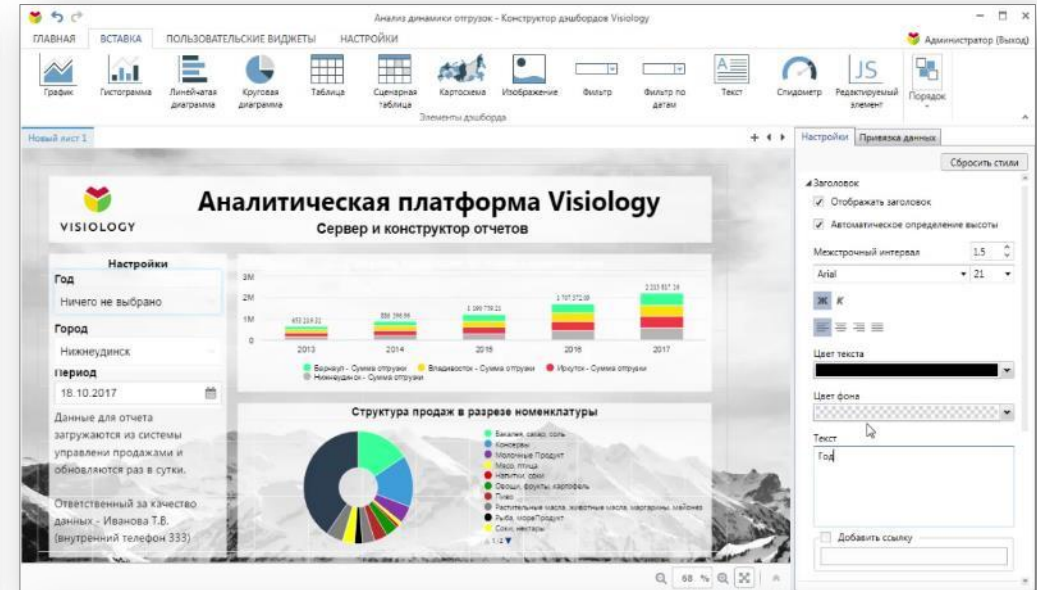 Анализ динамики отгрузок - Конструктор дэшбордов Visiology
ГЛАВНАЯ ВСТАВКА ПОЛЬЗОВАТЕЛЬСКИЕ ВИДЖЕТЫ НАСТРОЙКИ
Администратор (Выход)
График Гистограмма Линейчатая диаграмма Круговая диаграмма Таблица Сценарная таблица Картосхема Изображение Фильтр Фильтр по датам Текст Спидометр Редактируемый элемент Порядок
JS
Элементы дэшборда
Новый лист 1
Настройки Привязка данных
Сбросить стили
VISIOLOGY
Аналитическая платформа Visiology
Сервер и конструктор отчетов
Настройки
Год
Ничего не выбрано
Город
Нижнеудинск
Период
18.10.2017
Данные для отчета
загружаются из системы
управлени продажами и
обновляются раз в сутки.
Ответственный за качество
данных - Иванова Т.В.
(внутренний телефон 333)
3M
2M
1M
0
2013 2014 2015 2016 2017
Барнаул - Сумма отгрузки Владивосток - Сумма отгрузки Иркутск - Сумма отгрузки
Нижнеудинск - Сумма отгрузки
Структура продаж в разрезе номенклатуры
Бакалея, сахар, соль
Консервы
Молочные Продукт
Мясо, птица
Напитки, соки
Овощи, фрукты, картофель
Пиво
Растительные масла, животные масла, маргарины, майонез
Рыба, мореПродукт
Соки, нектары
1/2
68 %
Заголовок
Отображать заголовок
Автоматическое определение высоты
Межстрочный интервал 1.5
Arial 21
Ж К
Цвет текста
Цвет фона
Текст
Год
Добавить ссылку